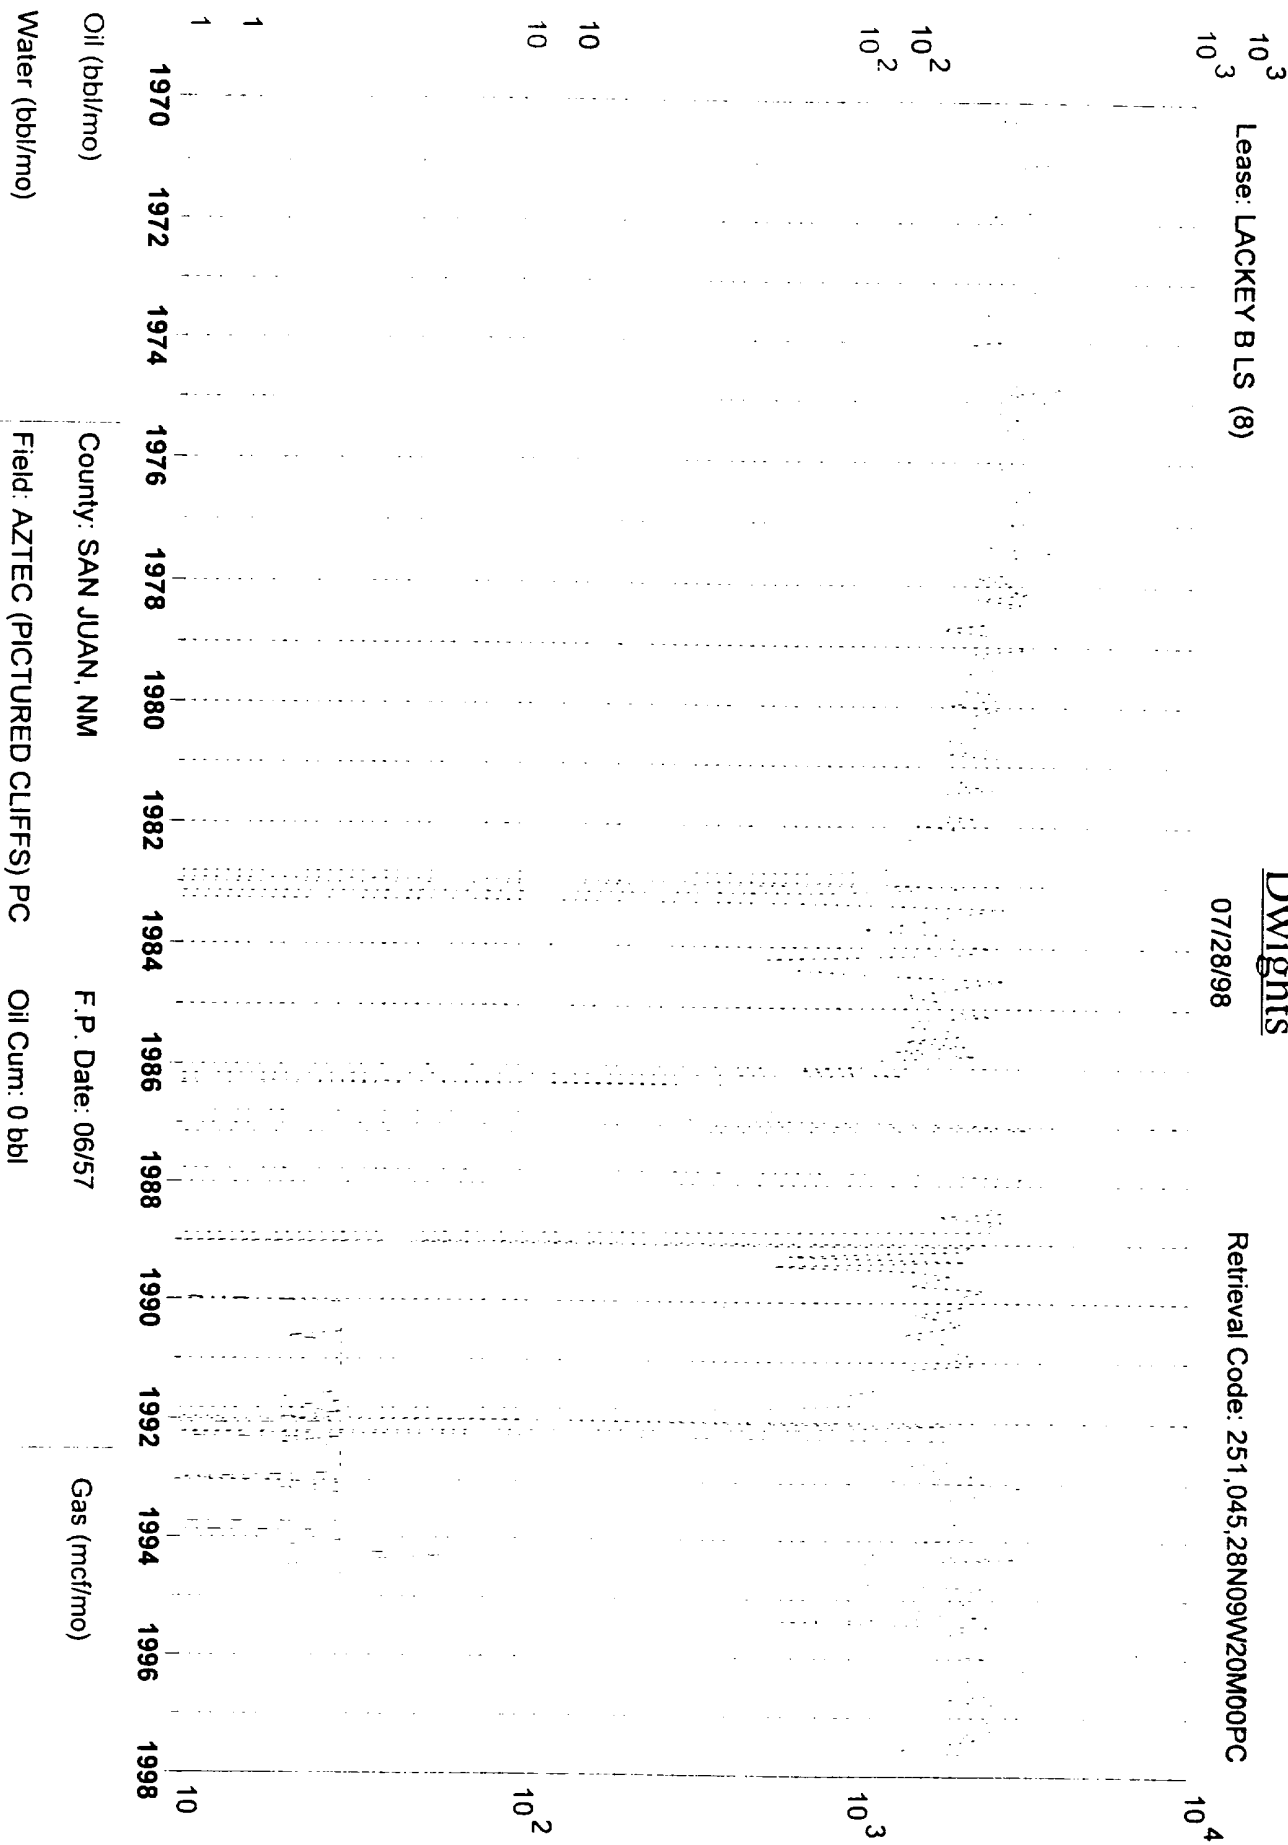 Dwights
Lease: LACKEY B LS (8)
07/28/98
Retrieval Code: 251,045,28N09W20M00PC
10³
10³
10²
10²
10
10
1
1
10⁴
10³
10²
10
1970 1972 1974 1976 1978 1980 1982 1984 1986 1988 1990 1992 1994 1996 1998
Oil (bbl/mo)
Water (bbl/mo)
County: SAN JUAN, NM
F.P. Date: 06/57
Gas (mcf/mo)
Field: AZTEC (PICTURED CLIFFS) PC
Oil Cum: 0 bbl